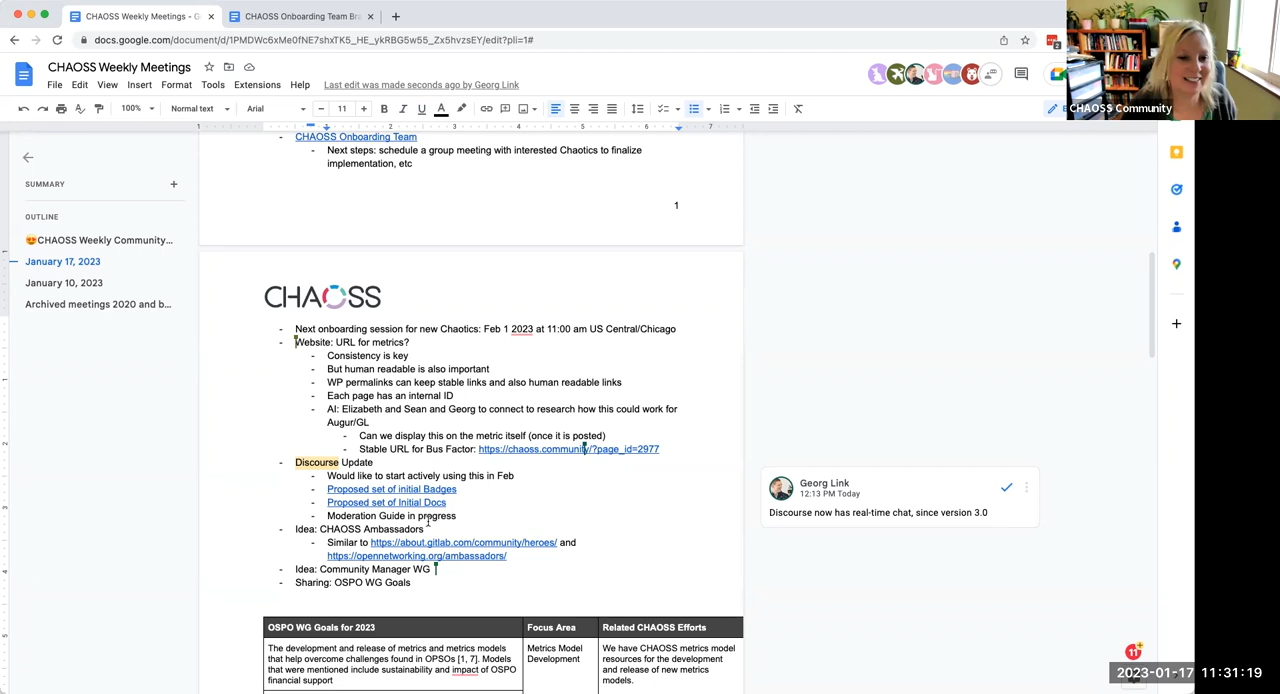 CHAOSS Weekly Meetings - G
CHAOSS Onboarding Team Bra
docs.google.com/document/d/1PMDWc6xMe0fNE7shxTK5_HE_ykRBG5w55_Zx5hvzsEY/edit?pli=1#
CHAOSS Weekly Meetings
File Edit View Insert Format Tools Extensions Help Last edit was made seconds ago by Georg Link
100% Normal text Arial 11
CHAOSS Community
SUMMARY
OUTLINE
😍CHAOSS Weekly Community...
January 17, 2023
January 10, 2023
Archived meetings 2020 and b...
- CHAOSS Onboarding Team
- Next steps: schedule a group meeting with interested Chaotics to finalize
implementation, etc
1
CHAOSS
- Next onboarding session for new Chaotics: Feb 1 2023 at 11:00 am US Central/Chicago
- Website: URL for metrics?
- Consistency is key
- But human readable is also important
- WP permalinks can keep stable links and also human readable links
- Each page has an internal ID
- AI: Elizabeth and Sean and Georg to connect to research how this could work for
Augur/GL
- Can we display this on the metric itself (once it is posted)
- Stable URL for Bus Factor: https://chaoss.community/?page_id=2977
- Discourse Update
- Would like to start actively using this in Feb
- Proposed set of initial Badges
- Proposed set of Initial Docs
- Moderation Guide in progress
- Idea: CHAOSS Ambassadors
- Similar to https://about.gitlab.com/community/heroes/ and
https://opennetworking.org/ambassadors/
- Idea: Community Manager WG
- Sharing: OSPO WG Goals
OSPO WG Goals for 2023 Focus Area Related CHAOSS Efforts
The development and release of metrics and metrics models
that help overcome challenges found in OPSOs [1, 7]. Models
that were mentioned include sustainability and impact of OSPO
financial support
Metrics Model
Development
We have CHAOSS metrics model
resources for the development
and release of new metrics
models.
Georg Link
12:13 PM Today
Discourse now has real-time chat, since version 3.0
11
2023-01-17 11:31:19